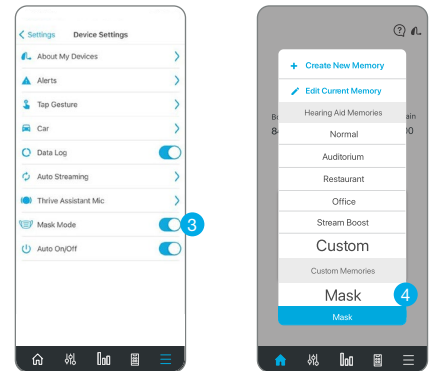 Settings
Device Settings
About My Devices
Alerts
Tap Gesture
Car
Data Log
Auto Streaming
Thrive Assistant Mic
Mask Mode
3
Auto On/Off
?
Create New Memory
Edit Current Memory
Hearing Aid Memories
Normal
Auditorium
Restaurant
Office
Stream Boost
Custom
Custom Memories
Mask
4
Mask